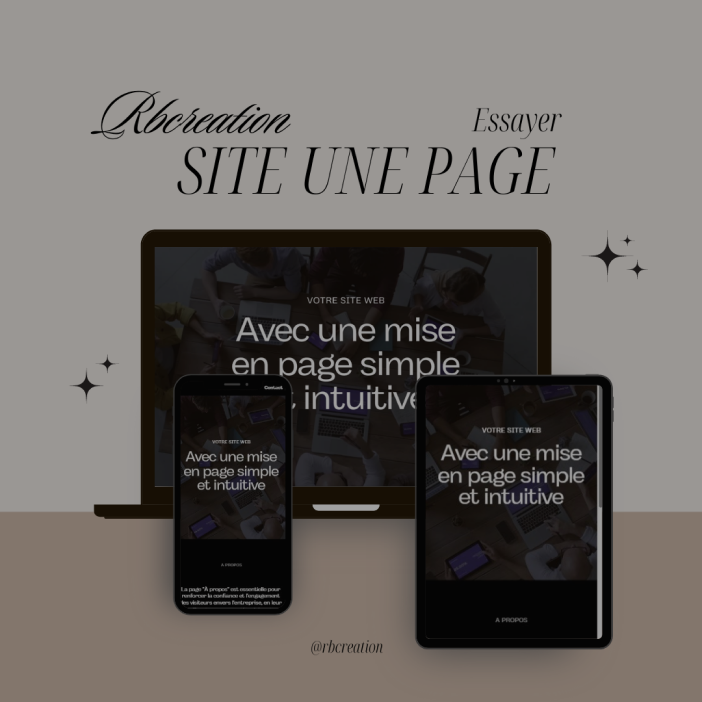 Rbcreation
Essayer
SITE UNE PAGE
VOTRE SITE WEB
Avec une mise
en page simple
intuitive
Contact
VOTRE SITE WEB
Avec une mise
en page simple
et intuitive
A PROPOS
La page "À propos" est essentielle pour
renforcer la confiance et l'engagement
des visiteurs envers l'entreprise, en leur
VOTRE SITE WEB
Avec une mise
en page simple
et intuitive
A PROPOS
@rbcreation